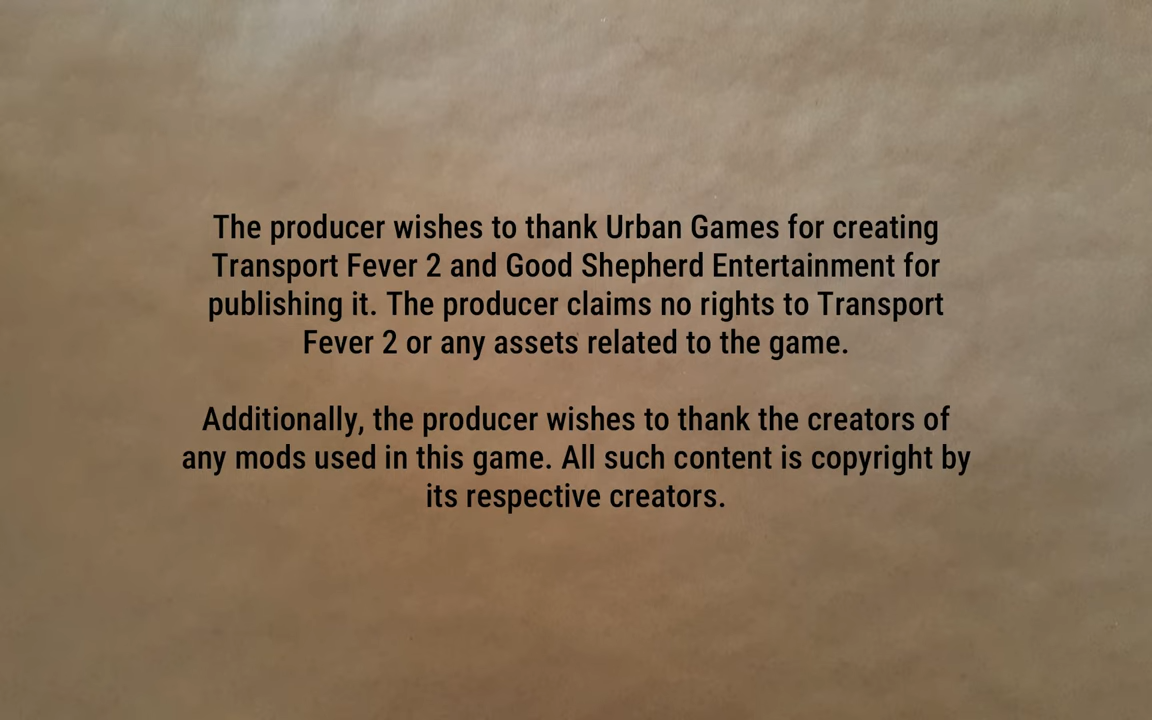 The producer wishes to thank Urban Games for creating
Transport Fever 2 and Good Shepherd Entertainment for
publishing it. The producer claims no rights to Transport
Fever 2 or any assets related to the game.
Additionally, the producer wishes to thank the creators of
any mods used in this game. All such content is copyright by
its respective creators.